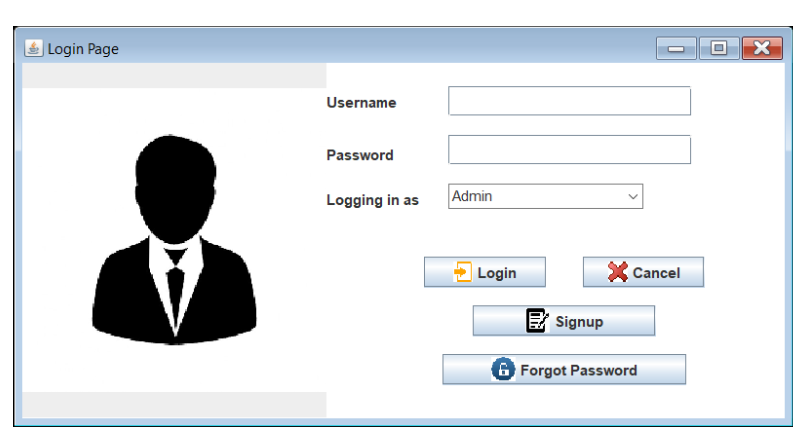 Login Page
Username
Password
Logging in as Admin
Login Cancel
Signup
Forgot Password